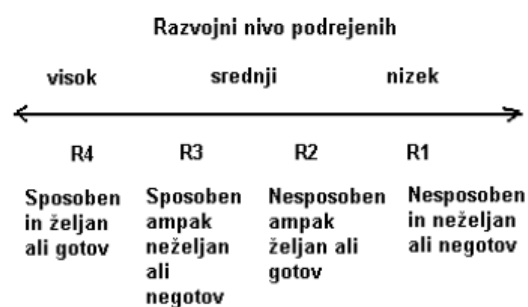 Razvojni nivo podrejenih
visok srednji nizek
R4 R3 R2 R1
Sposoben Sposoben Nesposoben Nesposoben
in željan ampak ampak in neželjan
ali gotov neželjan željan ali ali negotov
ali gotov
negotov